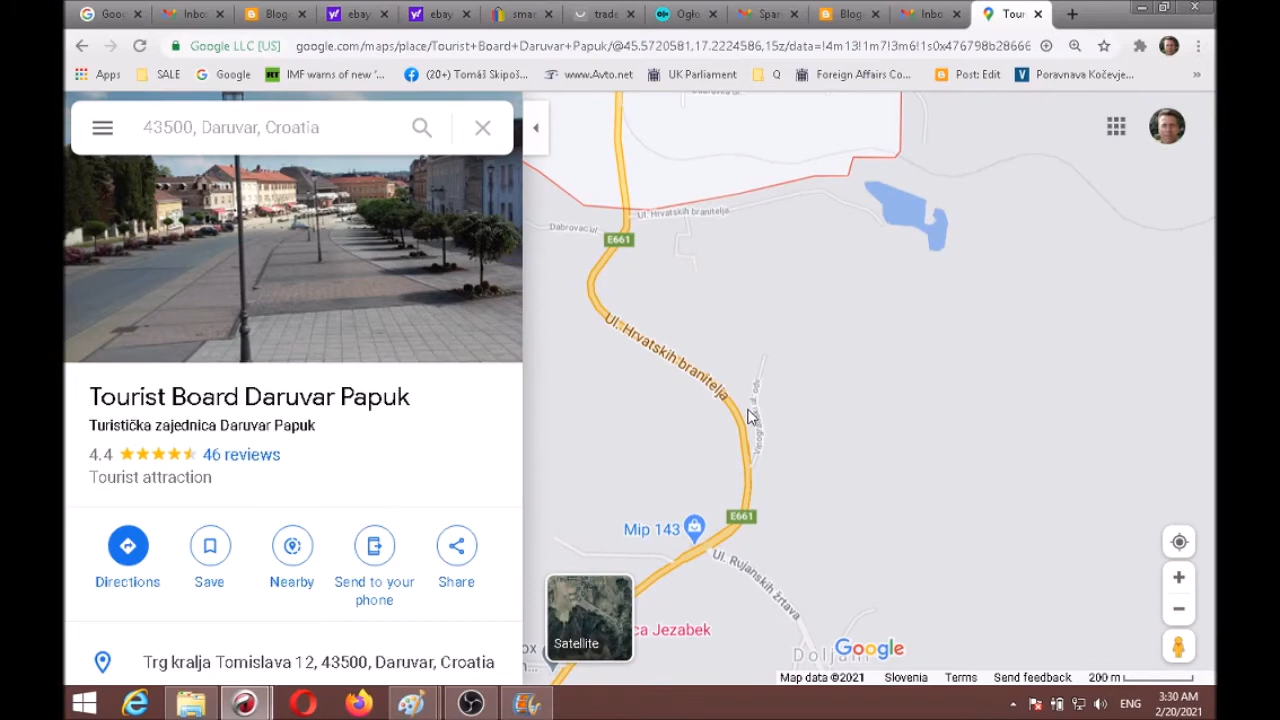 Goog
Inbo
Blog
ebay
ebay
smar
trade
Ogło
Spar
Blog
Inbo
Tour
Google LLC [US]
google.com/maps/place/Tourist+Board+Daruvar+Papuk/@45.5720581,17.2224586,15z/data=!4m13!1m7!3m6!1s0x476798b28666
Apps
SALE
Google
IMF warns of new '...
(20+) Tomáš Skipoš...
www.Avto.net
UK Parliament
Q
Foreign Affairs Co...
Post: Edit
Poravnava Kočevje...
»
43500, Daruvar, Croatia
Tourist Board Daruvar Papuk
Turistička zajednica Daruvar Papuk
4.4
46 reviews
Tourist attraction
Directions
Save
Nearby
Send to your
phone
Share
Trg kralja Tomislava 12, 43500, Daruvar, Croatia
Ul. Hrvatskih branitelja
Dabrovac ul.
E661
Ul. Hrvatskih branitelja
Vinogradska ul. odv.
E661
Mip 143
Ul. Rujanskih žrtava
ca Jezabek
Satellite
Google
Map data ©2021
Slovenia
Terms
Send feedback
200 m
ENG
3:30 AM
2/20/2021